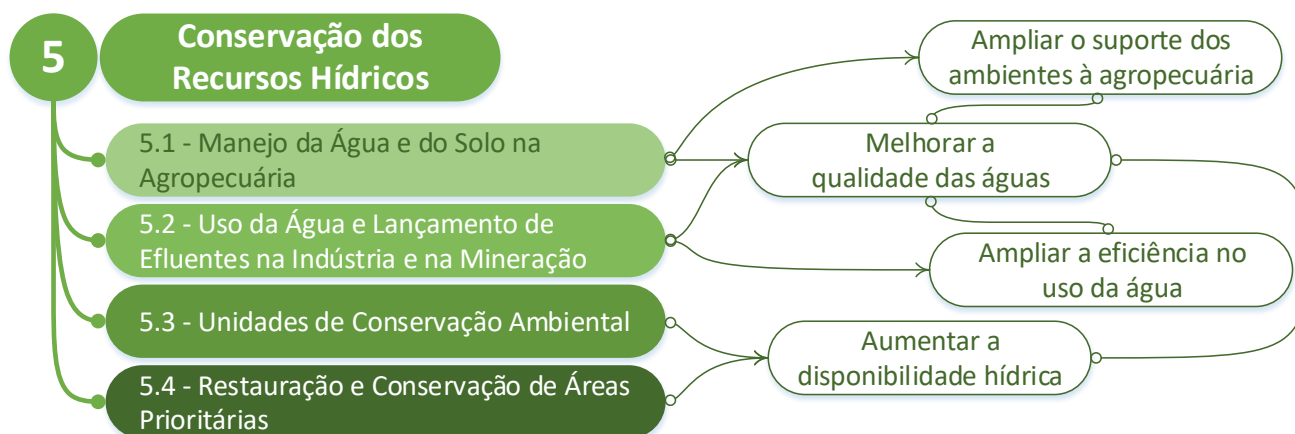 5
Conservação dos
Recursos Hídricos
5.1 - Manejo da Água e do Solo na
Agropecuária
5.2 - Uso da Água e Lançamento de
Efluentes na Indústria e na Mineração
5.3 - Unidades de Conservação Ambiental
5.4 - Restauração e Conservação de Áreas
Prioritárias
Ampliar o suporte dos
ambientes à agropecuária
Melhorar a
qualidade das águas
Ampliar a eficiência no
uso da água
Aumentar a
disponibilidade hídrica